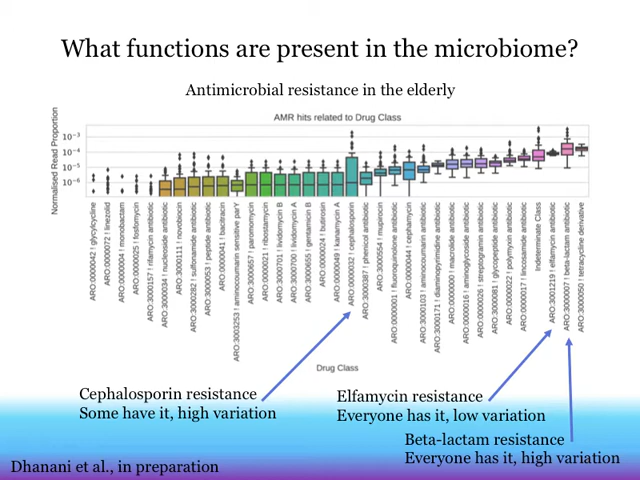 What functions are present in the microbiome?
Antimicrobial resistance in the elderly
AMR hits related to Drug Class
Normalised Read Proportion
10⁻³
10⁻⁴
10⁻⁵
10⁻⁶
ARO:0000042 ! glycylcycline
ARO:0000072 ! linezolid
ARO:0000004 ! monobactam
ARO:0000025 ! fosfomycin
ARO:3000157 ! rifamycin antibiotic
ARO:3000034 ! nucleoside antibiotic
ARO:3000111 ! novobiocin
ARO:3000282 ! sulfonamide antibiotic
ARO:3000053 ! peptide antibiotic
ARO:0000041 ! bacitracin
ARO:3000253 ! aminocoumarin sensitive parY
ARO:3000657 ! paromomycin
ARO:0000021 ! ribostamycin
ARO:3000701 ! lividomycin B
ARO:3000700 ! lividomycin A
ARO:3000655 ! gentamicin B
ARO:0000024 ! butirosin
ARO:0000049 ! kanamycin A
ARO:0000032 ! cephalosporin
ARO:3000387 ! phenicol antibiotic
ARO:3000554 ! mupirocin
ARO:0000001 ! fluoroquinolone antibiotic
ARO:0000044 ! cephamycin
ARO:3000103 ! aminocoumarin antibiotic
ARO:3000171 ! diaminopyrimidine antibiotic
ARO:0000000 ! macrolide antibiotic
ARO:0000016 ! aminoglycoside antibiotic
ARO:0000026 ! streptogramin antibiotic
ARO:3000081 ! glycopeptide antibiotic
ARO:0000022 ! polymyxin antibiotic
ARO:0000017 ! lincosamide antibiotic
Indeterminate Class
ARO:3001219 ! elfamycin antibiotic
ARO:3000007 ! beta-lactam antibiotic
ARO:3000050 ! tetracycline derivative
Drug Class
Cephalosporin resistance
Some have it, high variation
Elfamycin resistance
Everyone has it, low variation
Beta-lactam resistance
Everyone has it, high variation
Dhanani et al., in preparation